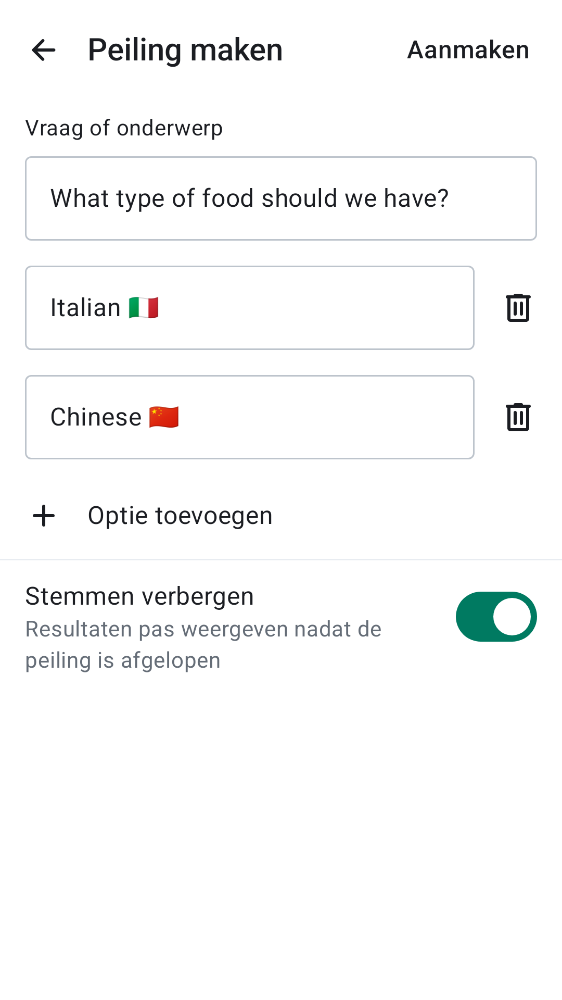 Peiling maken
Aanmaken
Vraag of onderwerp
What type of food should we have?
Italian 🇮🇹
Chinese 🇨🇳
Optie toevoegen
Stemmen verbergen
Resultaten pas weergeven nadat de
peiling is afgelopen